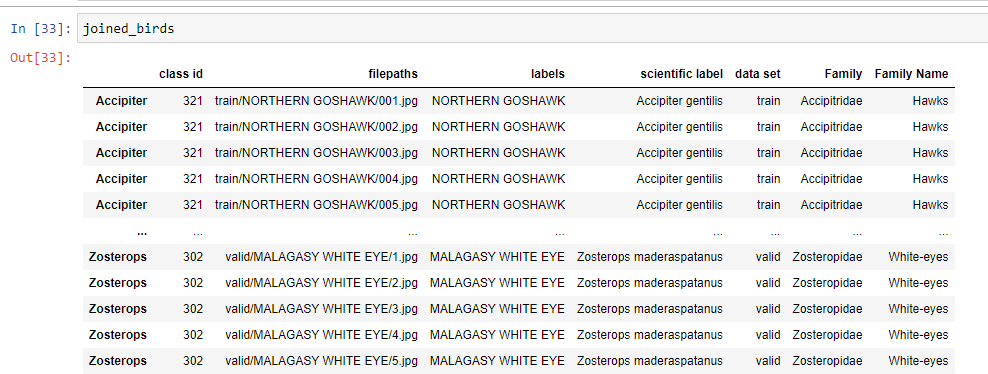 In [33]: joined_birds
Out[33]:
class id filepaths labels scientific label data set Family Family Name
Accipiter 321 train/NORTHERN GOSHAWK/001.jpg NORTHERN GOSHAWK Accipiter gentilis train Accipitridae Hawks
Accipiter 321 train/NORTHERN GOSHAWK/002.jpg NORTHERN GOSHAWK Accipiter gentilis train Accipitridae Hawks
Accipiter 321 train/NORTHERN GOSHAWK/003.jpg NORTHERN GOSHAWK Accipiter gentilis train Accipitridae Hawks
Accipiter 321 train/NORTHERN GOSHAWK/004.jpg NORTHERN GOSHAWK Accipiter gentilis train Accipitridae Hawks
Accipiter 321 train/NORTHERN GOSHAWK/005.jpg NORTHERN GOSHAWK Accipiter gentilis train Accipitridae Hawks
... ... ... ... ... ... ... ...
Zosterops 302 valid/MALAGASY WHITE EYE/1.jpg MALAGASY WHITE EYE Zosterops maderaspatanus valid Zosteropidae White-eyes
Zosterops 302 valid/MALAGASY WHITE EYE/2.jpg MALAGASY WHITE EYE Zosterops maderaspatanus valid Zosteropidae White-eyes
Zosterops 302 valid/MALAGASY WHITE EYE/3.jpg MALAGASY WHITE EYE Zosterops maderaspatanus valid Zosteropidae White-eyes
Zosterops 302 valid/MALAGASY WHITE EYE/4.jpg MALAGASY WHITE EYE Zosterops maderaspatanus valid Zosteropidae White-eyes
Zosterops 302 valid/MALAGASY WHITE EYE/5.jpg MALAGASY WHITE EYE Zosterops maderaspatanus valid Zosteropidae White-eyes